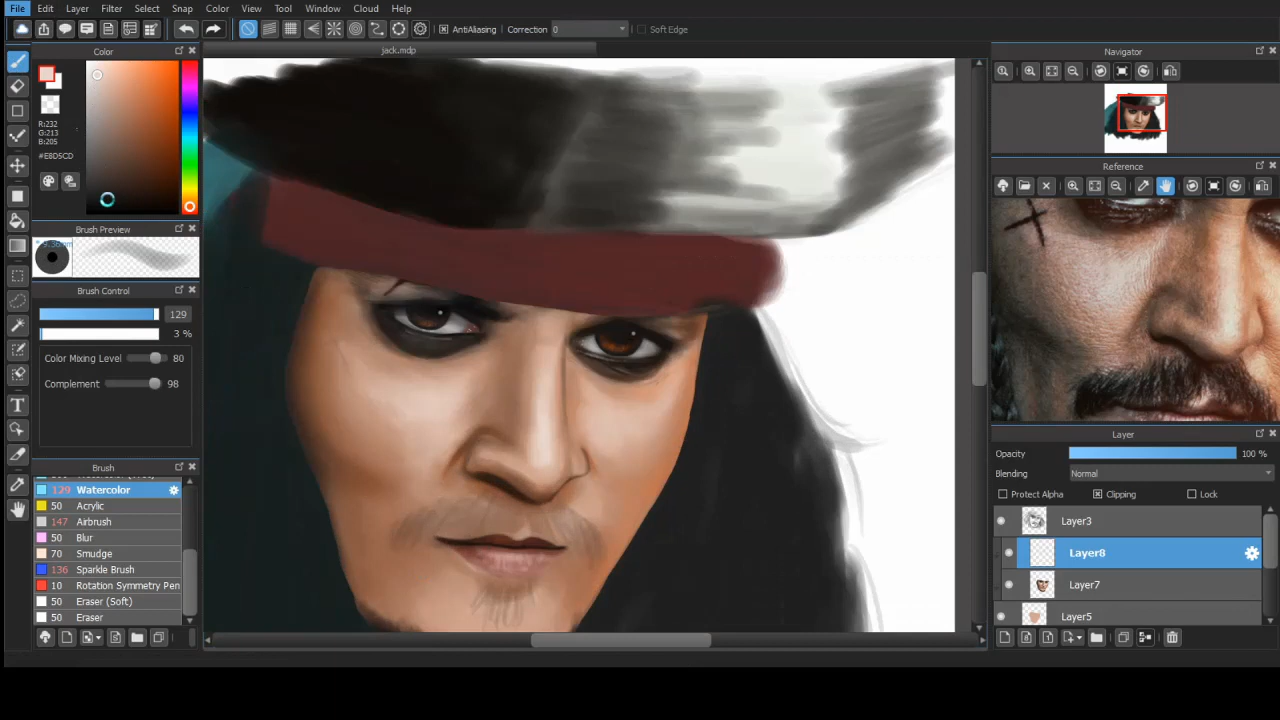 File Edit Layer Filter Select Snap Color View Tool Window Cloud Help
AntiAliasing Correction 0 Soft Edge
Color
jack.mdp
Navigator
R:232
G:213
B:205
#E8D5CD
Reference
Brush Preview
Brush Control
129
3 %
Color Mixing Level 80
Complement 98
Brush
129 Watercolor
50 Acrylic
147 Airbrush
50 Blur
70 Smudge
136 Sparkle Brush
10 Rotation Symmetry Pen
50 Eraser (Soft)
50 Eraser
Layer
Opacity 100 %
Blending Normal
Protect Alpha Clipping Lock
Layer3
Layer8
Layer7
Layer5